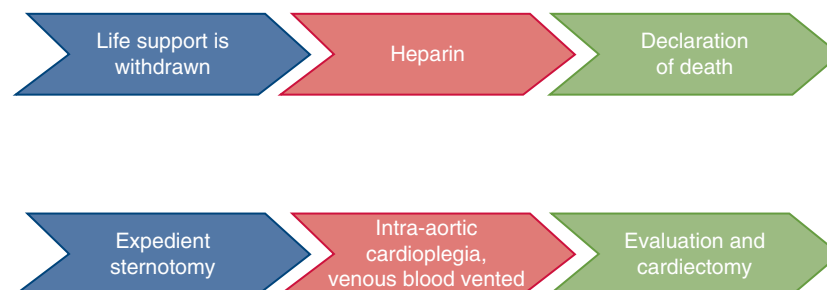 Life support is
withdrawn
Heparin
Declaration
of death
Expedient
sternotomy
Intra-aortic
cardioplegia,
venous blood vented
Evaluation and
cardiectomy